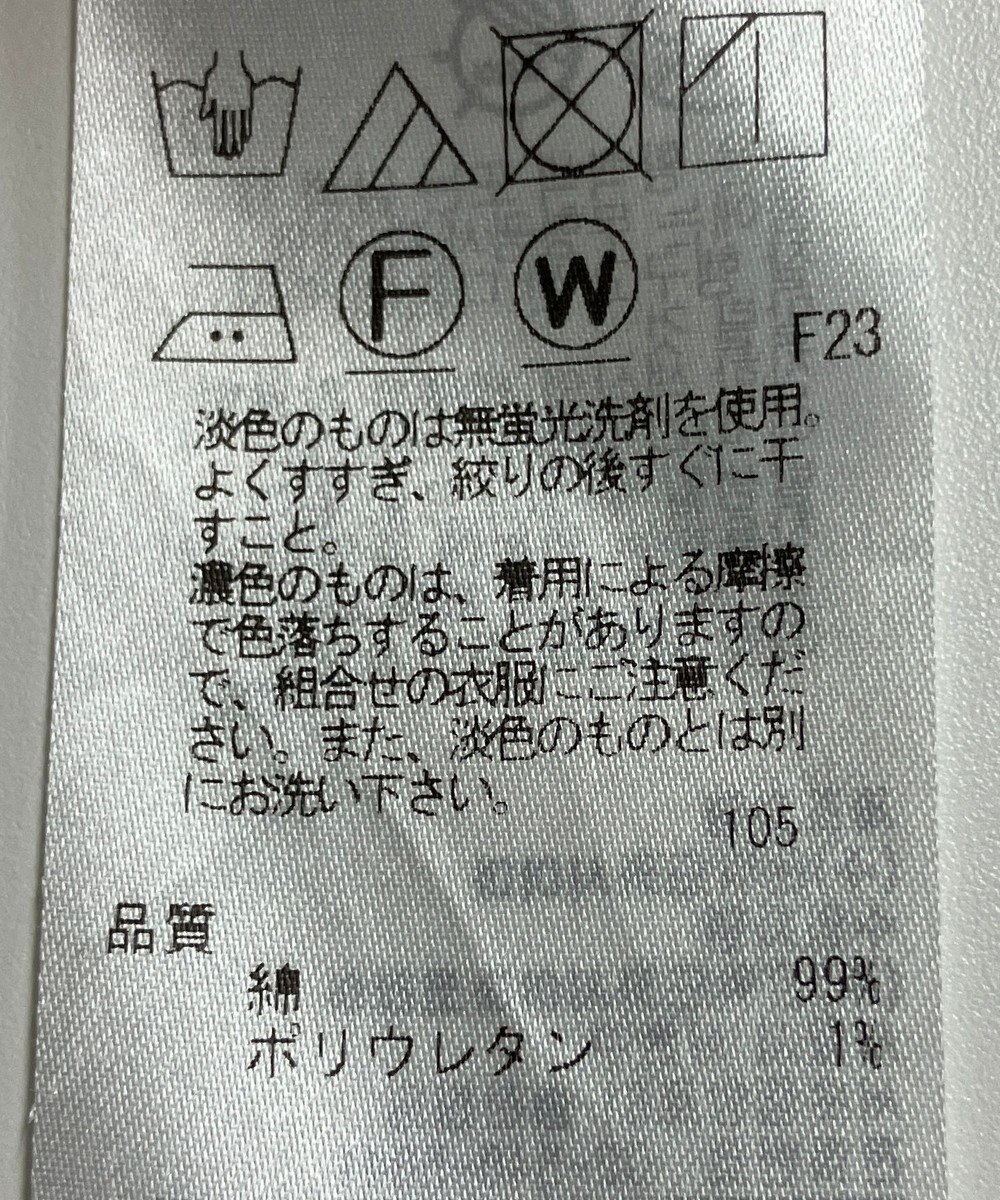 F
W
F23
淡色のものは無蛍光洗剤を使用。
よくすすぎ、絞りの後すぐに干
すこと。
濃色のものは、着用による摩擦
で色落ちすることがありますの
で、組合せの衣服にご注意くだ
さい。また、淡色のものとは別
にお洗い下さい。
105
品質
綿 99%
ポリウレタン 1%